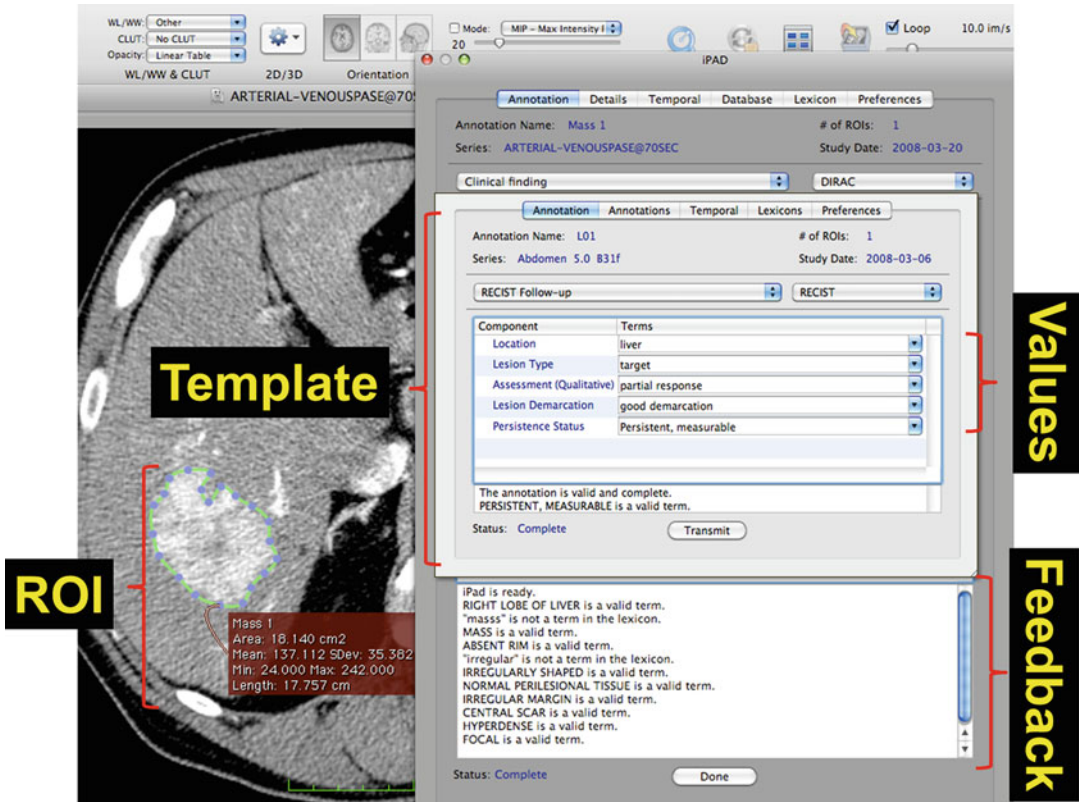 WL/WW: Other
CLUT: No CLUT
Opacity: Linear Table
WL/WW & CLUT
2D/3D
Orientation
Mode: MIP - Max Intensity
20
Loop
10.0 im/s
ARTERIAL-VENOUSPASE@70
iPAD
Annotation Details Temporal Database Lexicon Preferences
Annotation Name: Mass 1
# of ROIs: 1
Series: ARTERIAL-VENOUSPASE@70SEC
Study Date: 2008-03-20
Clinical finding
DIRAC
Annotation Annotations Temporal Lexicons Preferences
Annotation Name: L01
# of ROIs: 1
Series: Abdomen 5.0 B31f
Study Date: 2008-03-06
RECIST Follow-up
RECIST
Component Terms
Location liver
Lesion Type target
Assessment (Qualitative) partial response
Lesion Demarcation good demarcation
Persistence Status Persistent, measurable
The annotation is valid and complete.
PERSISTENT, MEASURABLE is a valid term.
Status: Complete
Transmit
Template
Values
ROI
Mass 1
Area: 18.140 cm2
Mean: 137.112 SDev: 35.382
Min: 24.000 Max: 242.000
Length: 17.757 cm
iPad is ready.
RIGHT LOBE OF LIVER is a valid term.
"masss" is not a term in the lexicon.
MASS is a valid term.
ABSENT RIM is a valid term.
"irregular" is not a term in the lexicon.
IRREGULARLY SHAPED is a valid term.
NORMAL PERILESIONAL TISSUE is a valid term.
IRREGULAR MARGIN is a valid term.
CENTRAL SCAR is a valid term.
HYPERDENSE is a valid term.
FOCAL is a valid term.
Status: Complete
Done
Feedback